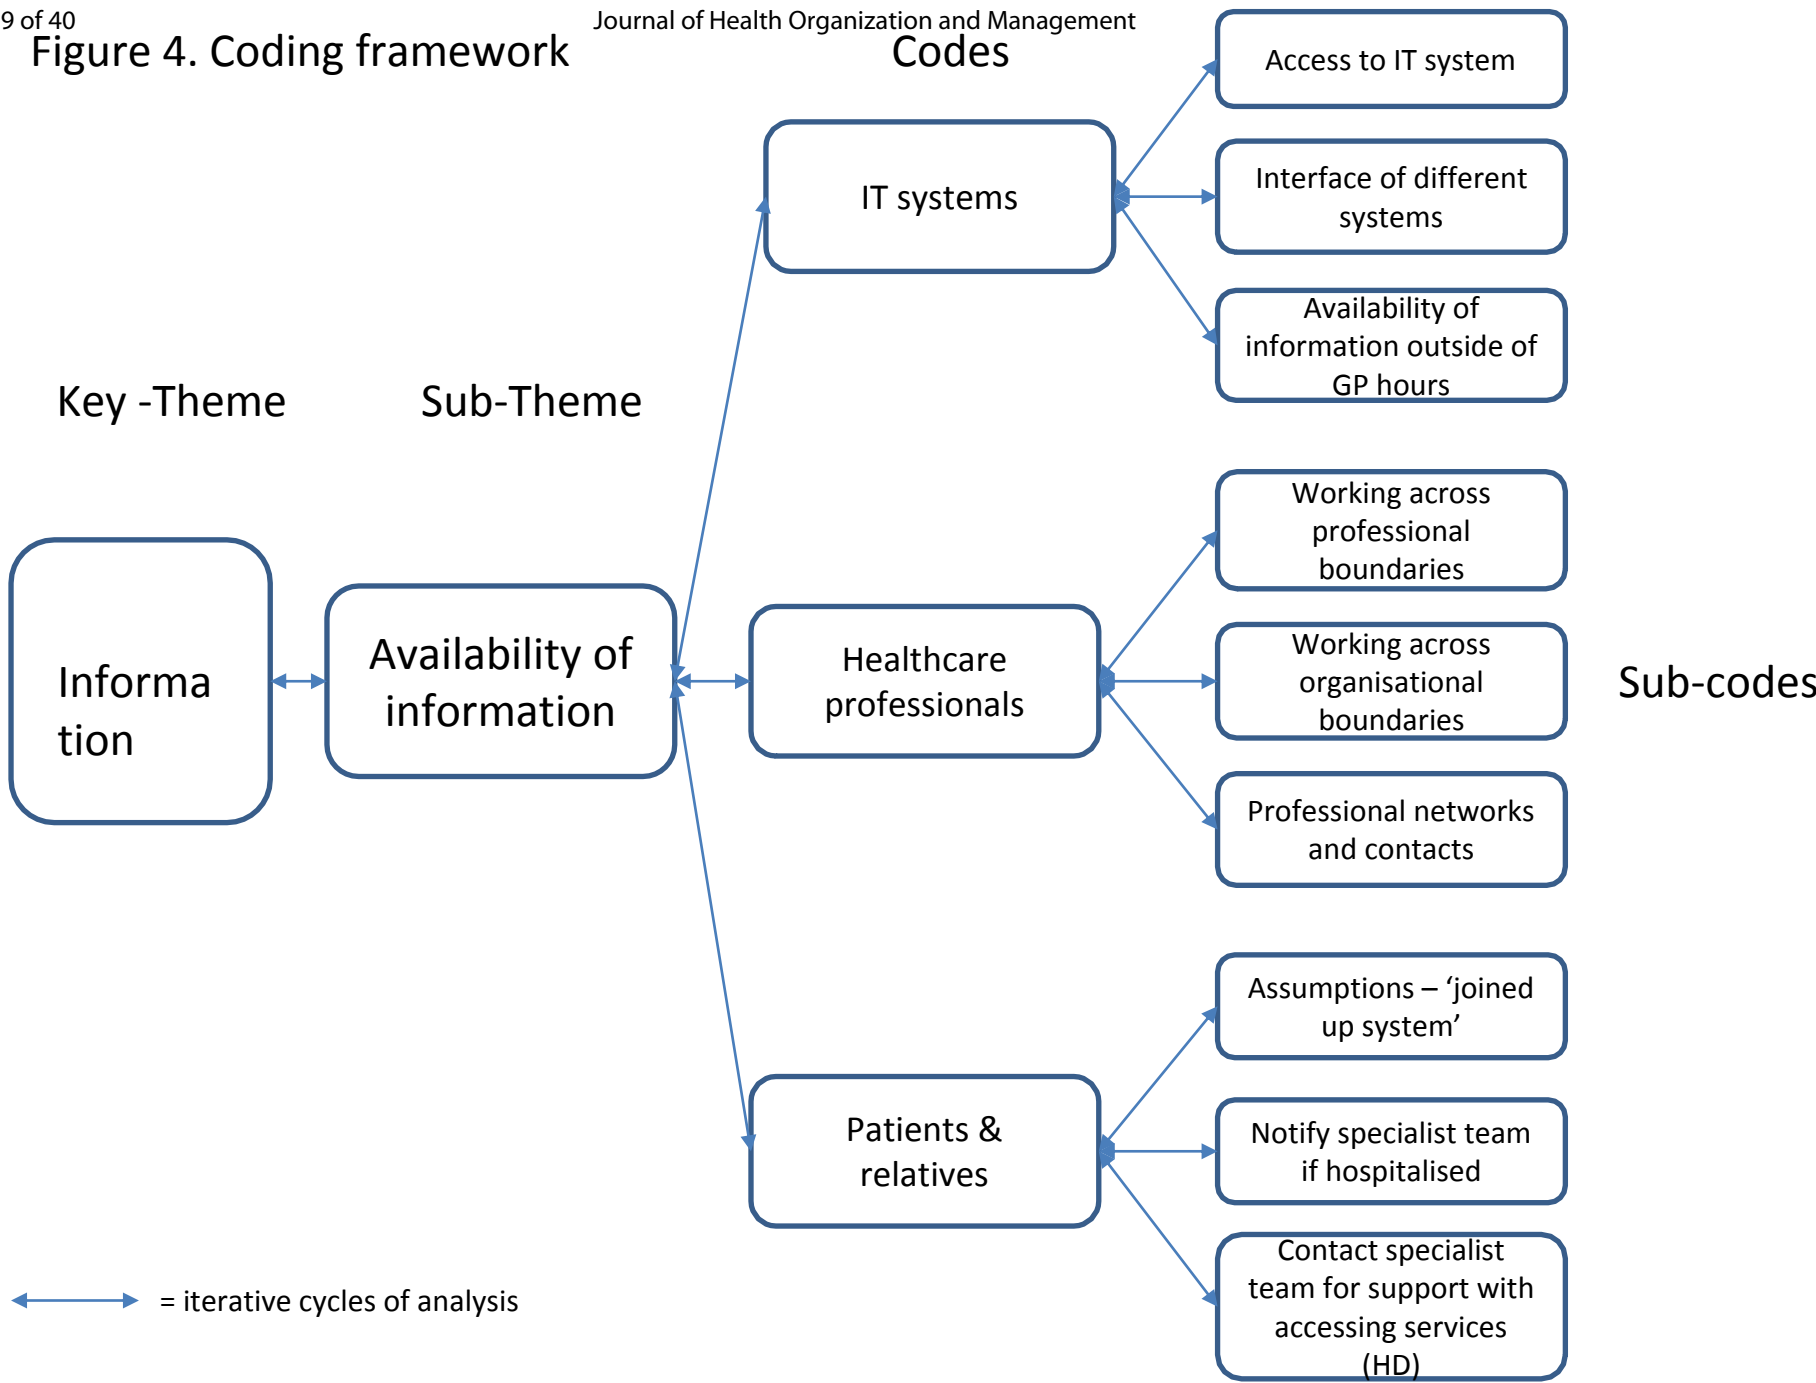 9 of 40
Journal of Health Organization and Management
Figure 4. Coding framework
Codes
Key -Theme
Sub-Theme
Informa
tion
Availability of
information
IT systems
Access to IT system
Interface of different
systems
Availability of
information outside of
GP hours
Healthcare
professionals
Working across
professional
boundaries
Working across
organisational
boundaries
Professional networks
and contacts
Sub-codes
Patients &
relatives
Assumptions – ‘joined
up system’
Notify specialist team
if hospitalised
Contact specialist
team for support with
accessing services
(HD)
= iterative cycles of analysis